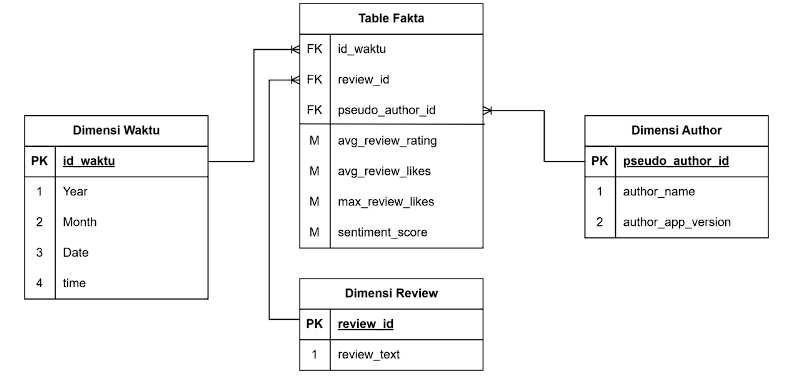 Table Fakta
FK id_waktu
FK review_id
FK pseudo_author_id
M avg_review_rating
M avg_review_likes
M max_review_likes
M sentiment_score
Dimensi Waktu
PK id_waktu
1 Year
2 Month
3 Date
4 time
Dimensi Author
PK pseudo_author_id
1 author_name
2 author_app_version
Dimensi Review
PK review_id
1 review_text